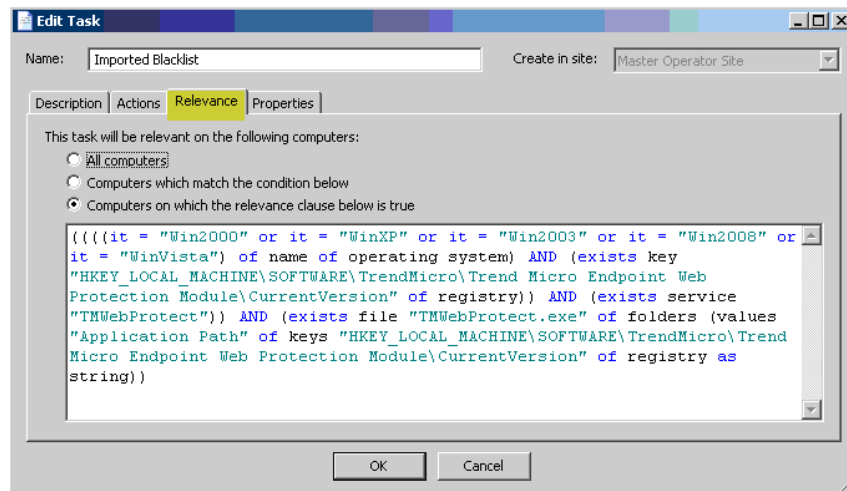 Edit Task
Name: Imported Blacklist Create in site: Master Operator Site
Description Actions Relevance Properties
This task will be relevant on the following computers:
All computers
Computers which match the condition below
Computers on which the relevance clause below is true
((((it = "Win2000" or it = "WinXP" or it = "Win2003" or it = "Win2008" or
it = "WinVista") of name of operating system) AND (exists key
"HKEY_LOCAL_MACHINE\SOFTWARE\TrendMicro\Trend Micro Endpoint Web
Protection Module\CurrentVersion" of registry)) AND (exists service
"TMWebProtect")) AND (exists file "TMWebProtect.exe" of folders (values
"Application Path" of keys "HKEY_LOCAL_MACHINE\SOFTWARE\TrendMicro\Trend
Micro Endpoint Web Protection Module\CurrentVersion" of registry as
string))
OK Cancel